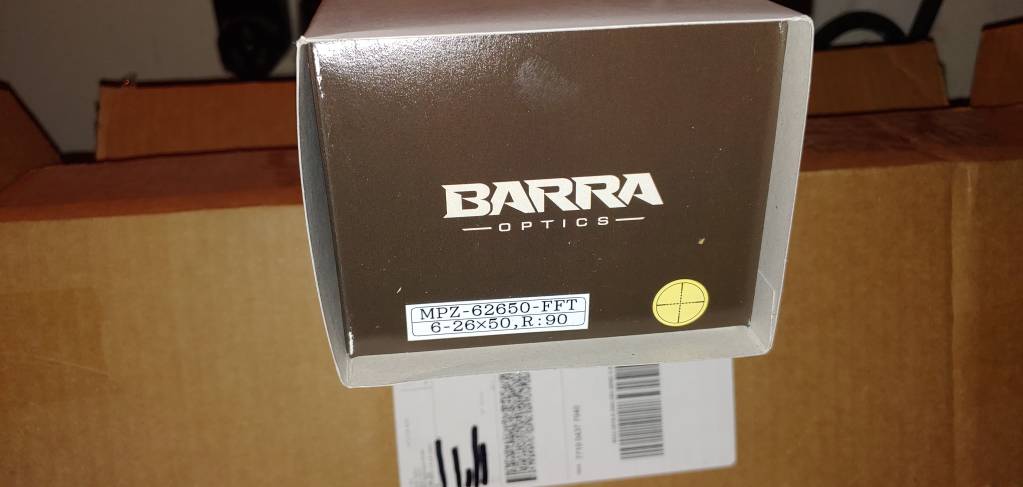 BARRA
OPTICS
MPZ-62650-FFT
6-26×50,R:90